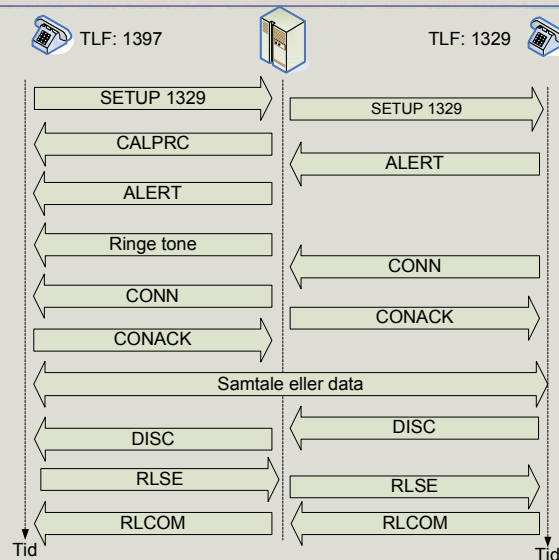 TLF: 1397
TLF: 1329
SETUP 1329
SETUP 1329
CALPRC
ALERT
ALERT
Ringe tone
CONN
CONN
CONACK
CONACK
Samtale eller data
DISC
DISC
RLSE
RLSE
RLCOM
RLCOM
Tid
Tid